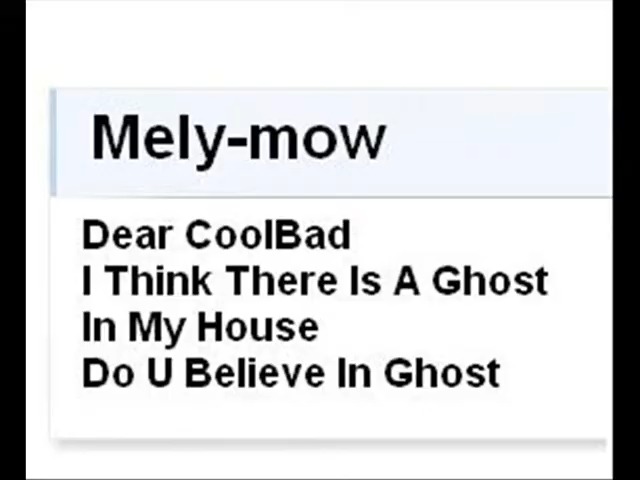 Mely-mow
Dear CoolBad
I Think There Is A Ghost
In My House
Do U Believe In Ghost